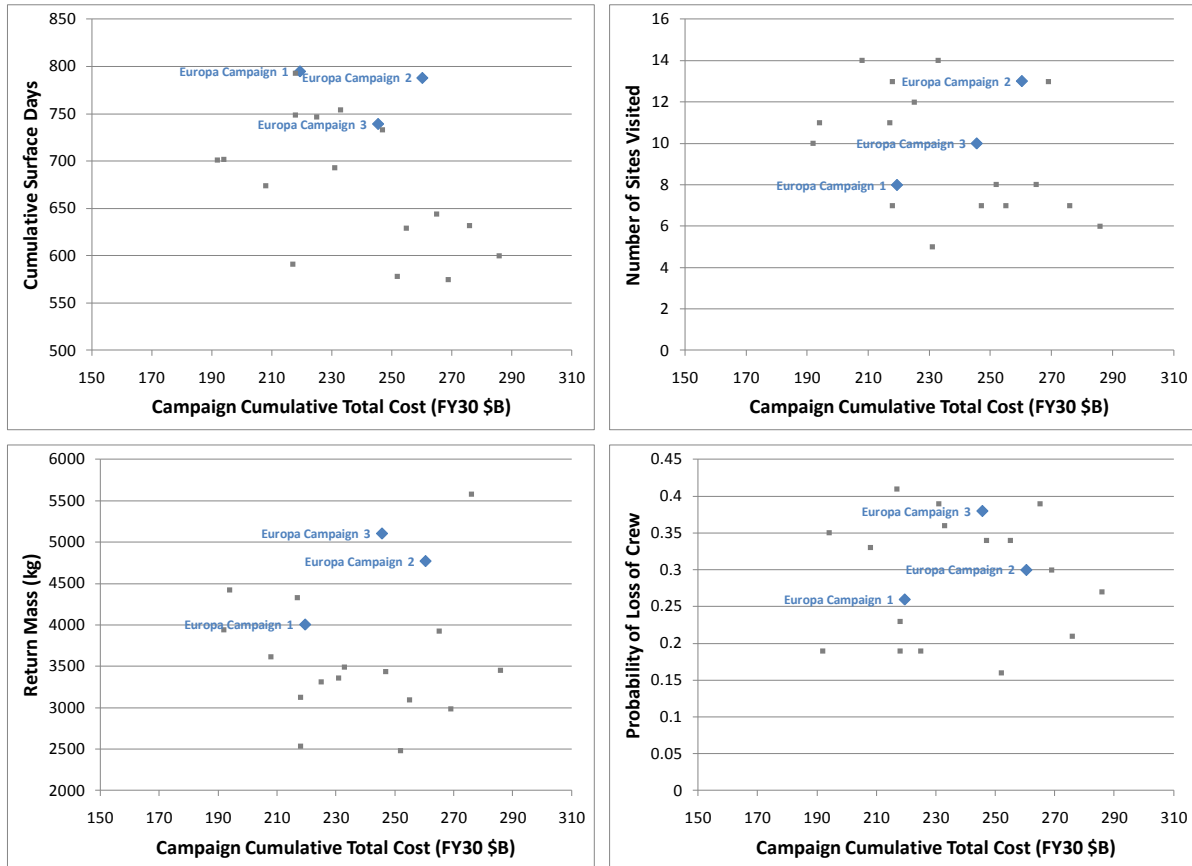 850
800
750
700
650
600
550
500
Cumulative Surface Days
Europa Campaign 1
Europa Campaign 2
Europa Campaign 3
150 170 190 210 230 250 270 290 310
Campaign Cumulative Total Cost (FY30 $B)
16
14
12
10
8
6
4
2
0
Number of Sites Visited
Europa Campaign 2
Europa Campaign 3
Europa Campaign 1
150 170 190 210 230 250 270 290 310
Campaign Cumulative Total Cost (FY30 $B)
6000
5500
5000
4500
4000
3500
3000
2500
2000
Return Mass (kg)
Europa Campaign 3
Europa Campaign 2
Europa Campaign 1
150 170 190 210 230 250 270 290 310
Campaign Cumulative Total Cost (FY30 $B)
0.45
0.4
0.35
0.3
0.25
0.2
0.15
0.1
0.05
0
Probability of Loss of Crew
Europa Campaign 3
Europa Campaign 2
Europa Campaign 1
150 170 190 210 230 250 270 290 310
Campaign Cumulative Total Cost (FY30 $B)